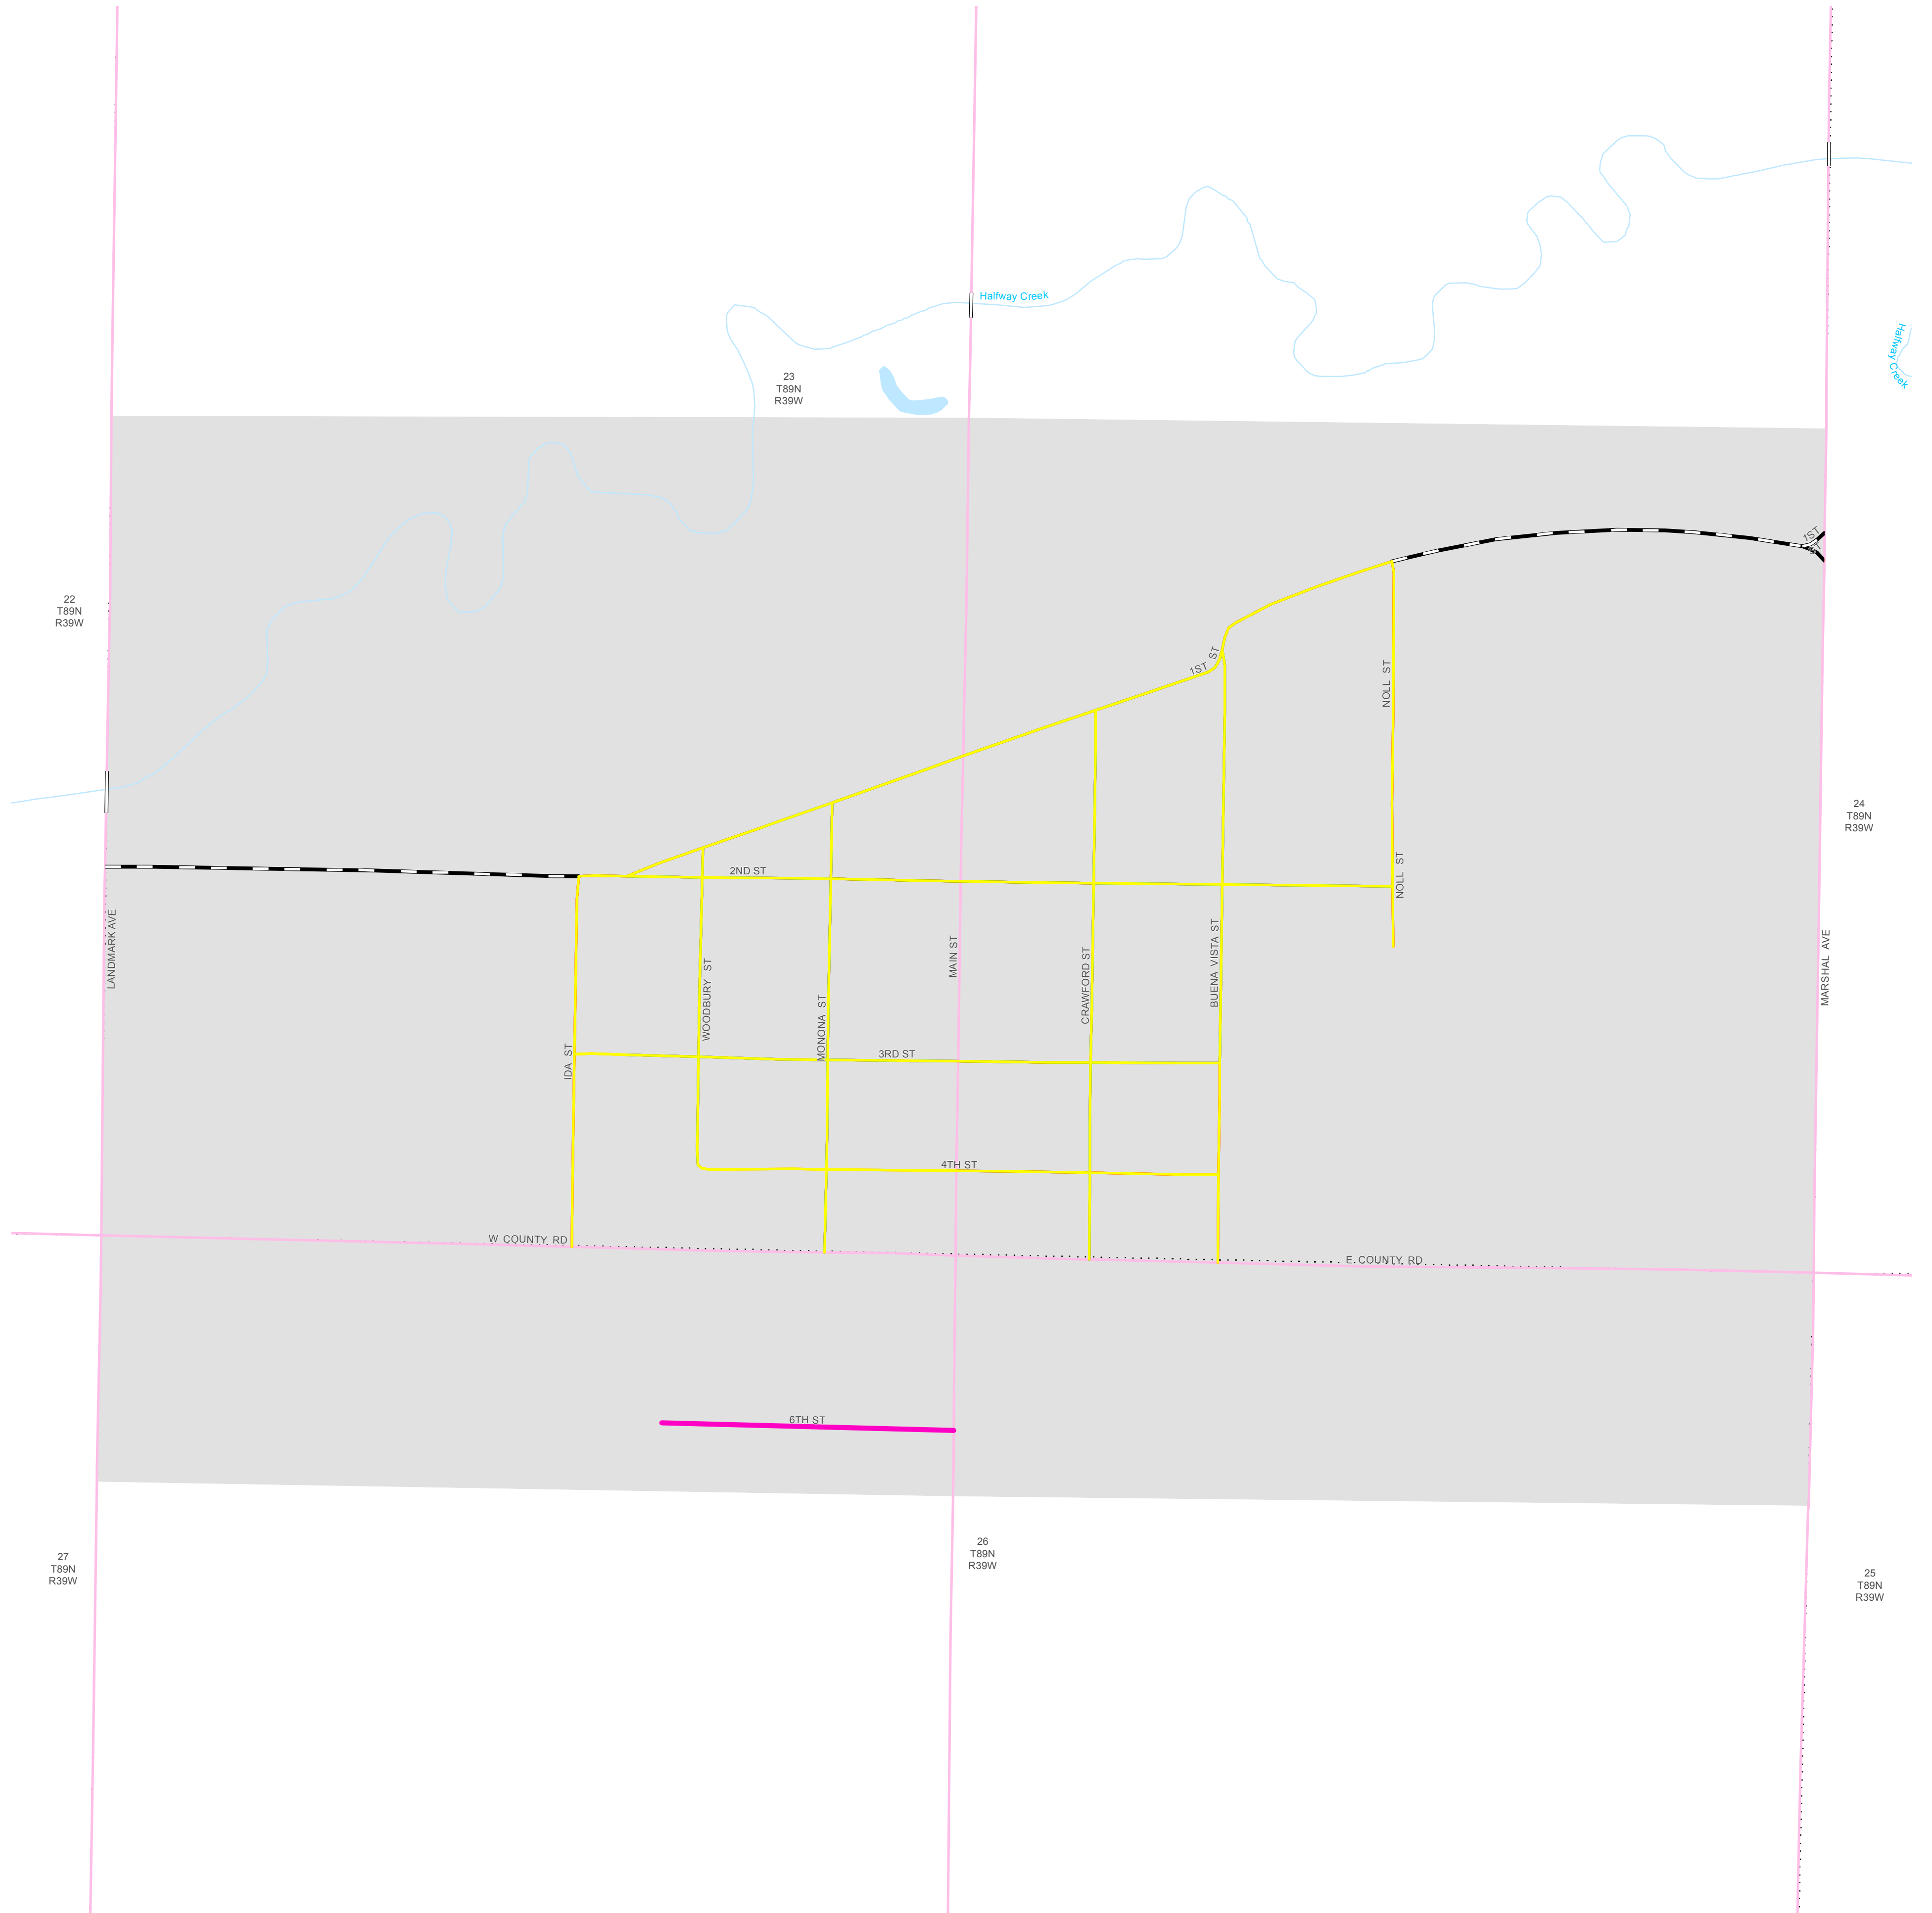 Halfway Creek
Halfway Creek
23
T89N
R39W
1ST
ST
22
T89N
R39W
1ST ST
NOLL ST
24
T89N
R39W
2ND ST
NOLL ST
LANDMARK AVE
WOODBURY ST
MONONA ST
MAIN ST
CRAWFORD ST
BUENA VISTA ST
MARSHAL AVE
IDA ST
3RD ST
4TH ST
W COUNTY RD
E COUNTY RD
6TH ST
27
T89N
R39W
26
T89N
R39W
25
T89N
R39W